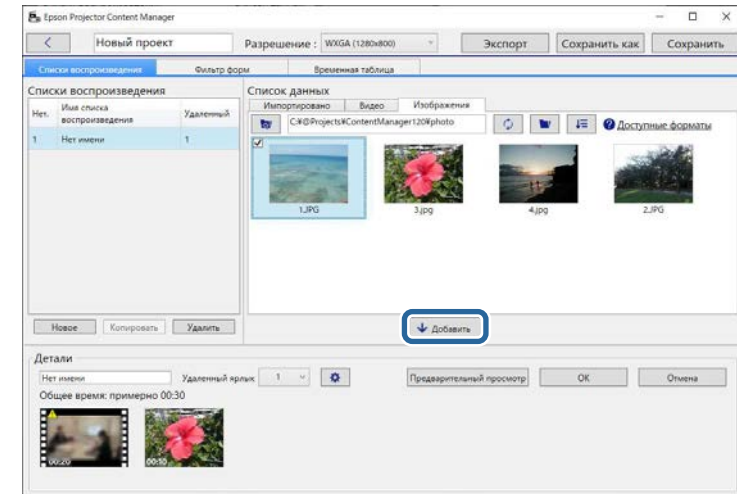 Epson Projector Content Manager
Новый проект Разрешение : WXGA (1280x800) Экспорт Сохранить как Сохранить
Списки воспроизведения Фильтр форм Временная таблица
Списки воспроизведения
Нет. Имя списка воспроизведения Удаленный
1 Нет имени 1
Новое Копировать Удалить
Список данных
Импортировано Видео Изображения
C:¥@Projects¥ContentManager120¥photo Доступные форматы
1.JPG 3.jpg 4.jpg 2.JPG
Добавить
Детали
Нет имени Удаленный ярлык 1 Предварительный просмотр OK Отмена
Общее время: примерно 00:30
00:20 00:10